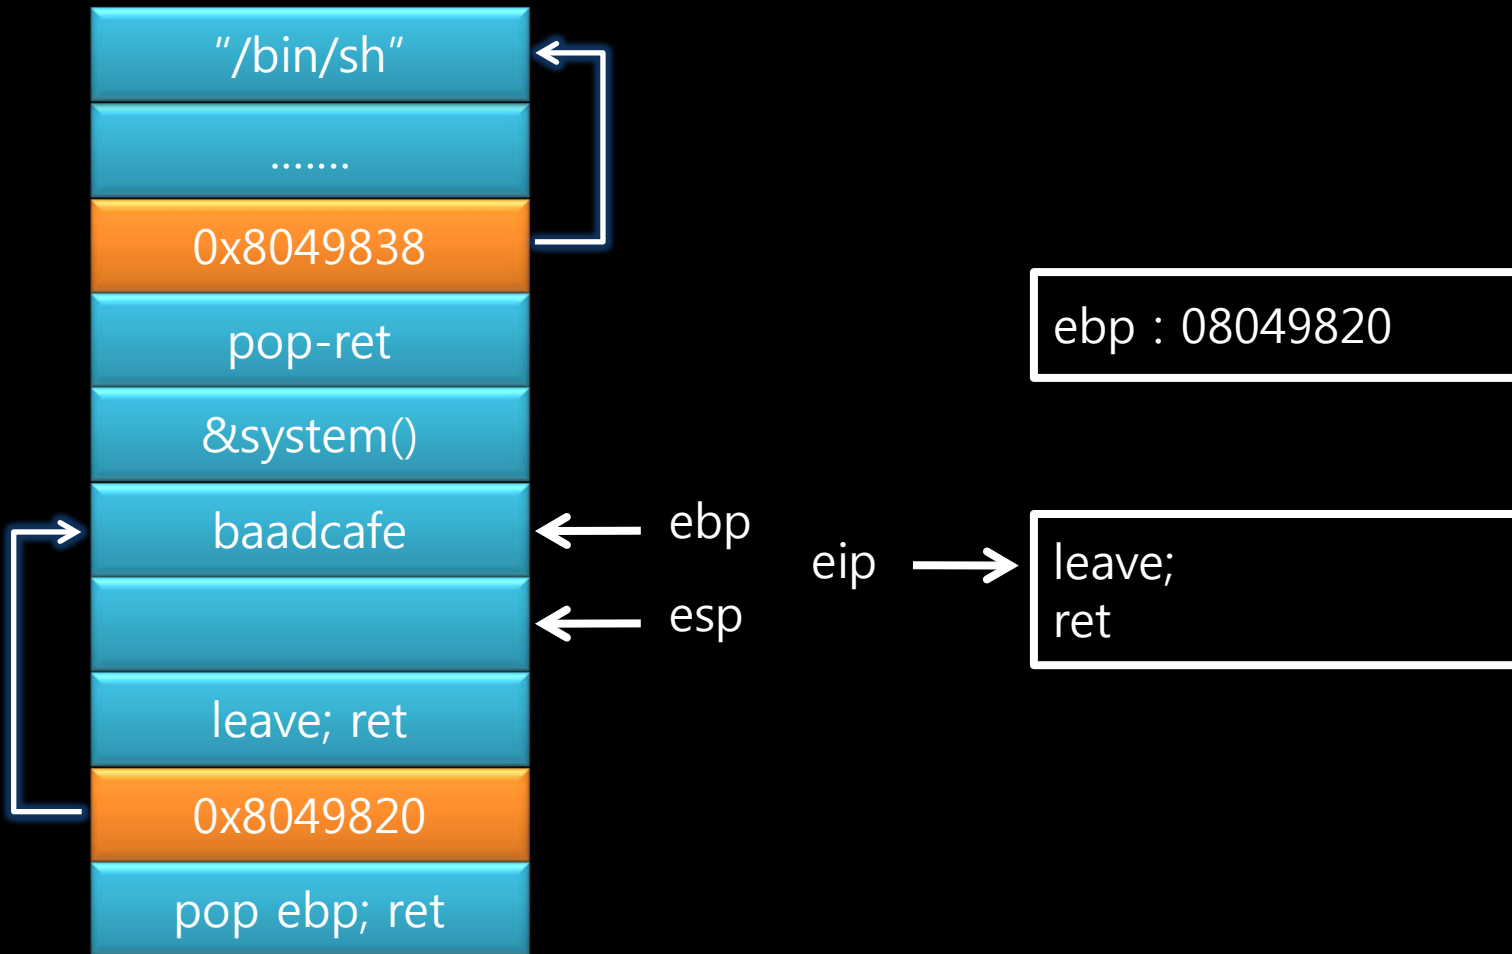 "/bin/sh"
.......
0x8049838
pop-ret
&system()
baadcafe
leave; ret
0x8049820
pop ebp; ret
ebp
esp
eip
ebp : 08049820
leave;
ret